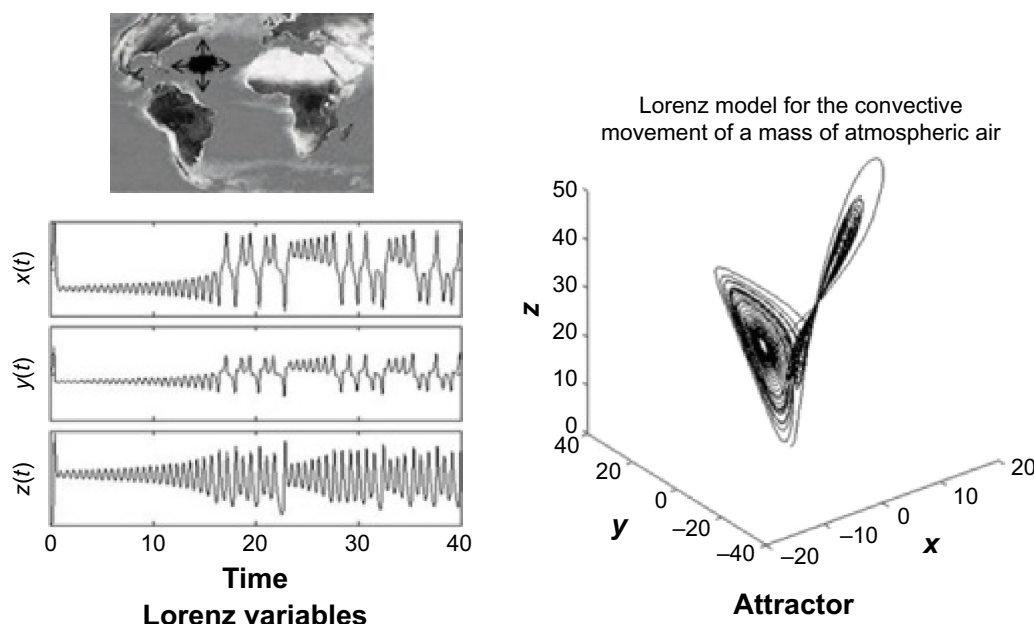 x(t)
y(t)
z(t)
0 10 20 30 40
Time
Lorenz variables
Lorenz model for the convective
movement of a mass of atmospheric air
50
40
30
20
10
0
z
40
20
0
–20
–40
y
–20
–10
0
10
20
x
Attractor